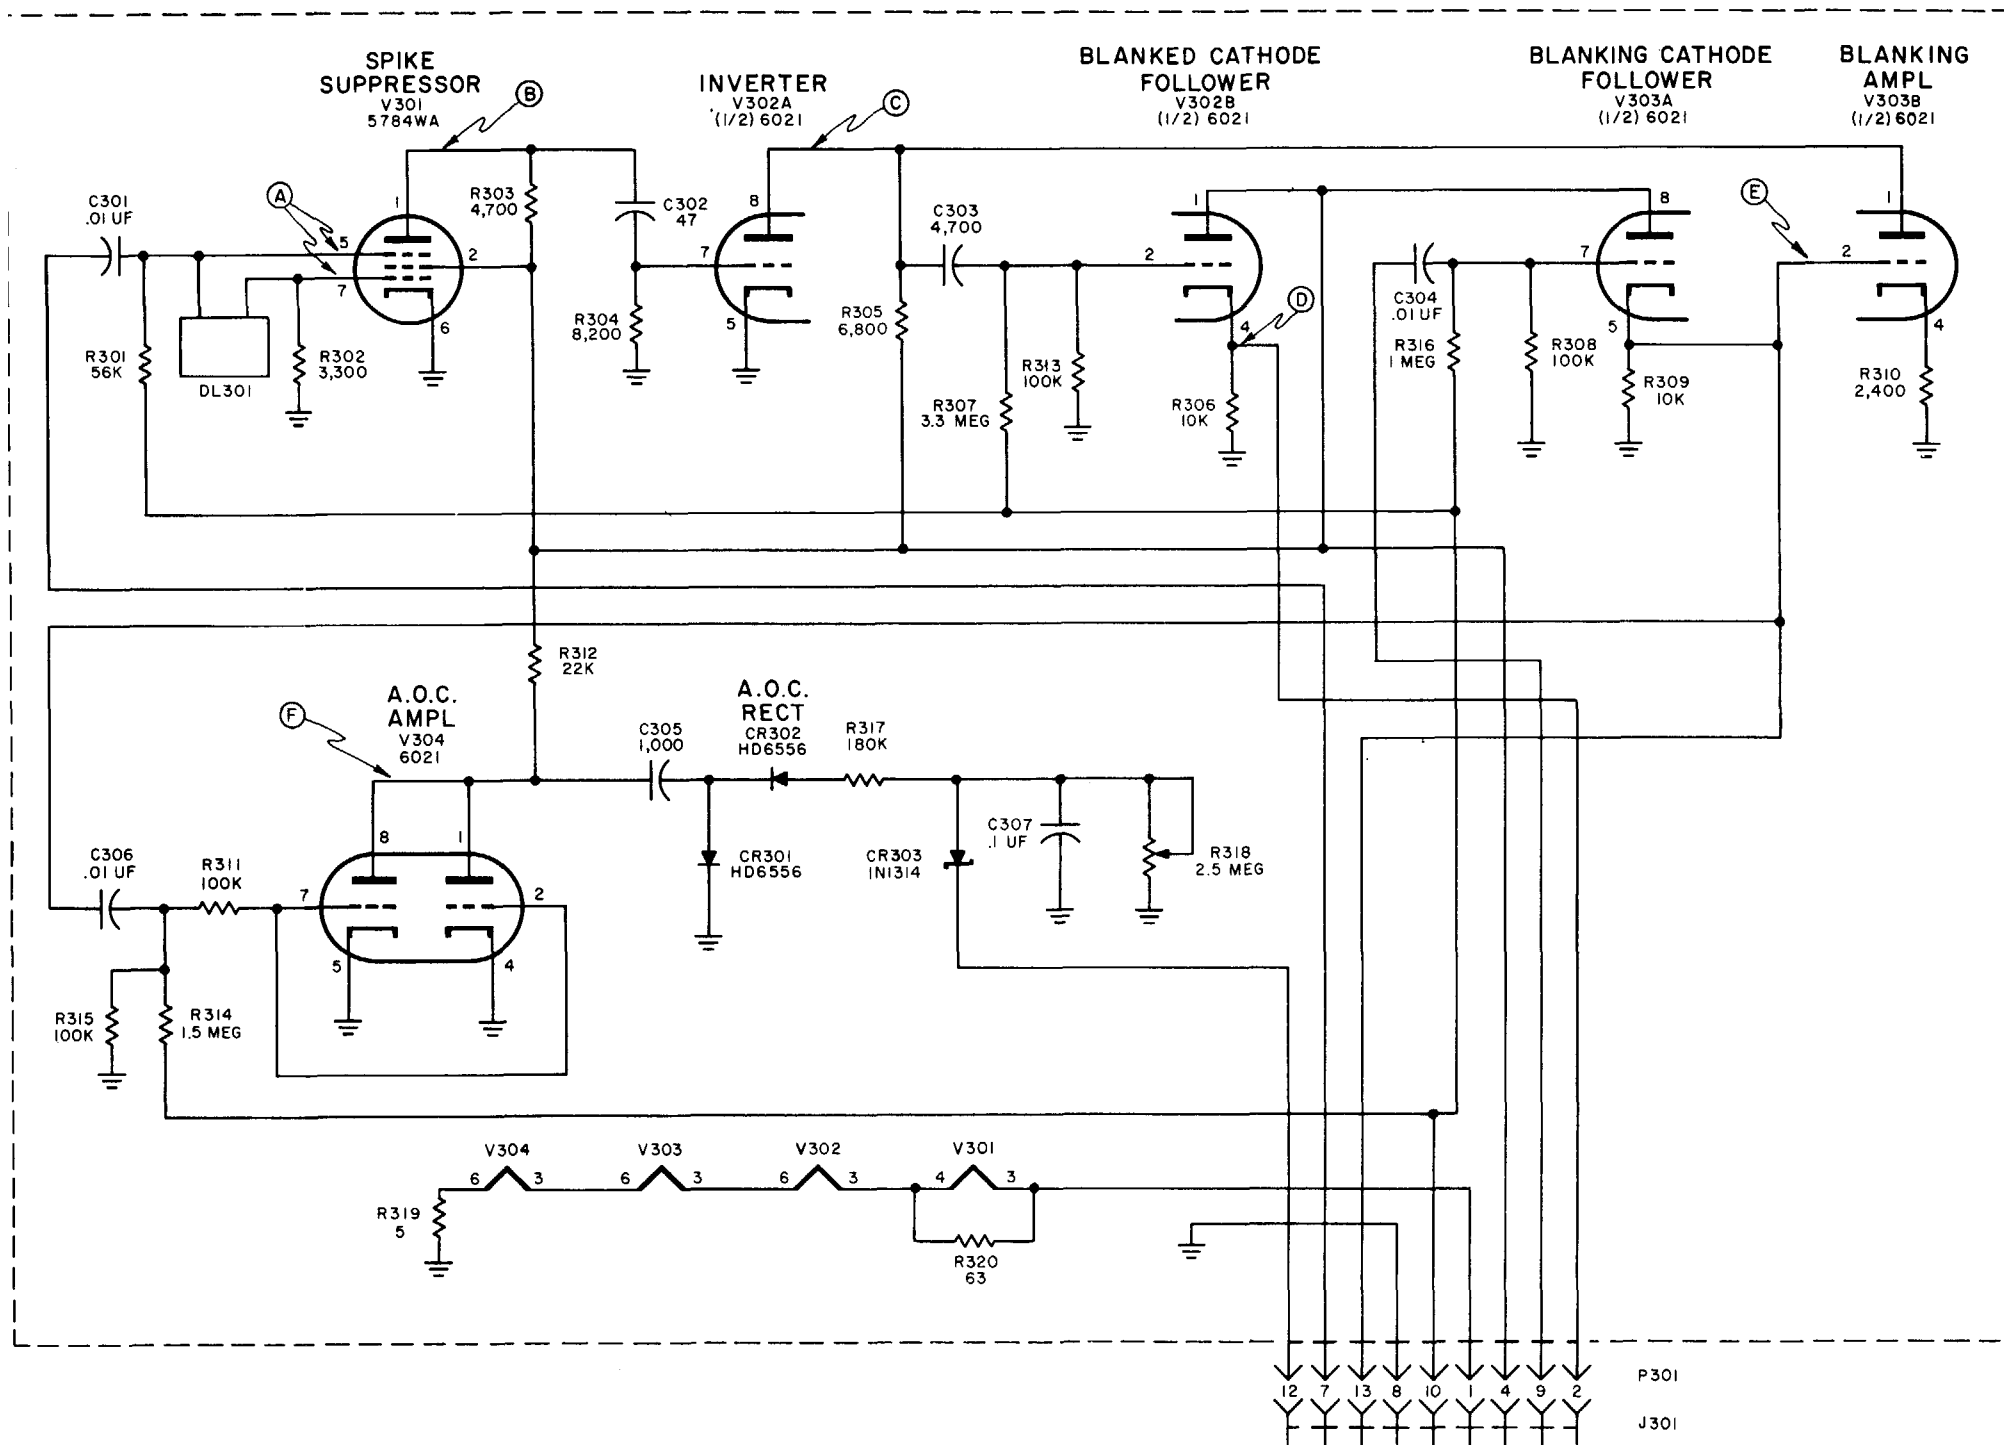 SPIKE
SUPPRESSOR
V301
5784WA
B
INVERTER
V302A
(1/2) 6021
C
BLANKED CATHODE
FOLLOWER
V302B
(1/2) 6021
BLANKING CATHODE
FOLLOWER
V303A
(1/2) 6021
BLANKING
AMPL
V303B
(1/2) 6021
A
C301
.01 UF
1
R303
4,700
C302
47
8
C303
4,700
1
8
E
1
5
2
7
2
7
2
7
6
R301
56K
DL301
R302
3,300
R304
8,200
5
R305
6,800
R307
3.3 MEG
R313
100K
D
4
R306
10K
C304
.01 UF
R316
1 MEG
R308
100K
5
R309
10K
4
R310
2,400
R312
22K
F
A.O.C.
AMPL
V304
6021
C305
1,000
A.O.C.
RECT
CR302
HD6556
R317
180K
8
1
C306
.01 UF
R311
100K
7
2
CR301
HD6556
CR303
IN1314
C307
.1 UF
R318
2.5 MEG
5
4
R315
100K
R314
1.5 MEG
V304
V303
V302
V301
6
3
6
3
6
3
4
3
R319
5
R320
63
P301
12 7 13 8 10 1 4 9 2
J301